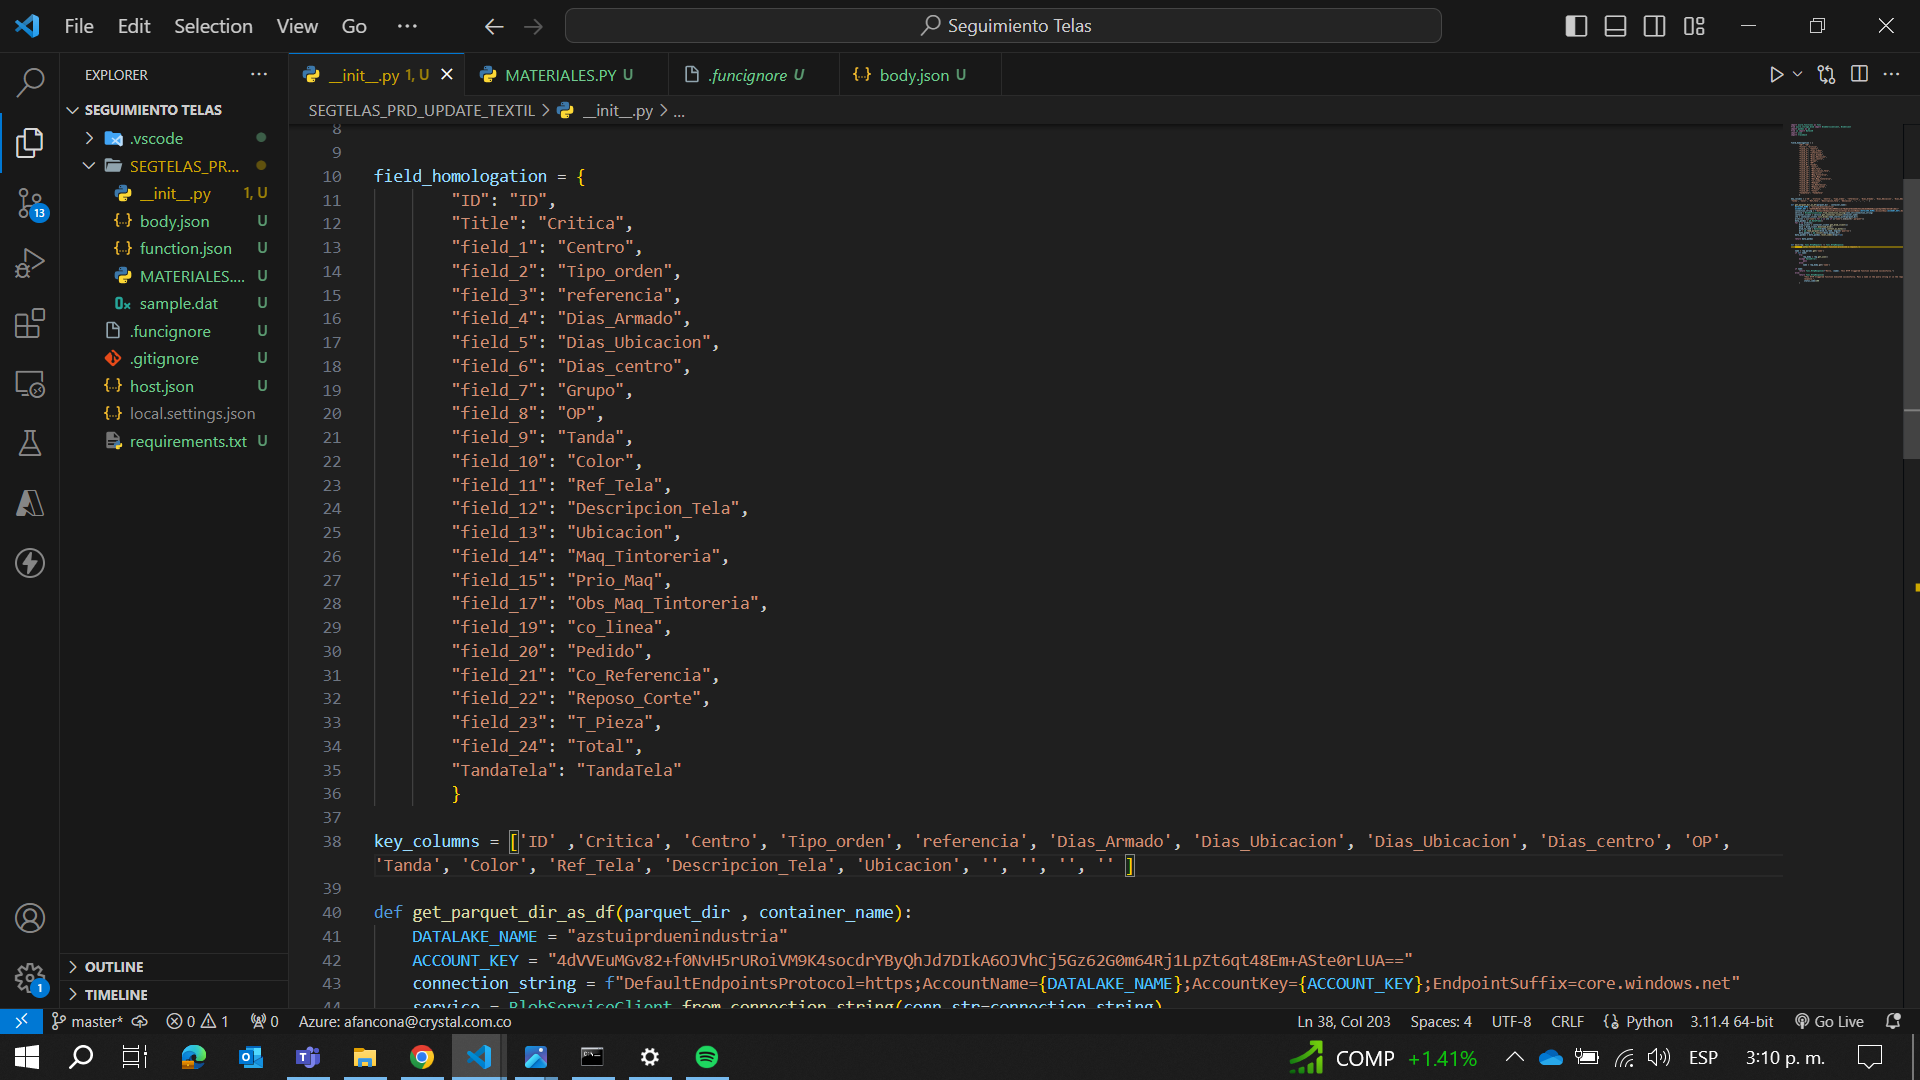 File Edit Selection View Go ··· Seguimiento Telas
EXPLORER ···
SEGUIMIENTO TELAS
.vscode
SEGTELAS_PR...
__init__.py 1, U
body.json U
function.json U
MATERIALES.... U
sample.dat U
.funcignore U
.gitignore U
host.json U
local.settings.json
requirements.txt U
OUTLINE
TIMELINE
13
1
__init__.py 1, U MATERIALES.PY U .funcignore U body.json U
SEGTELAS_PRD_UPDATE_TEXTIL > __init__.py > ...
8
9
10 field_homologation = {
11 "ID": "ID",
12 "Title": "Critica",
13 "field_1": "Centro",
14 "field_2": "Tipo_orden",
15 "field_3": "referencia",
16 "field_4": "Dias_Armado",
17 "field_5": "Dias_Ubicacion",
18 "field_6": "Dias_centro",
19 "field_7": "Grupo",
20 "field_8": "OP",
21 "field_9": "Tanda",
22 "field_10": "Color",
23 "field_11": "Ref_Tela",
24 "field_12": "Descripcion_Tela",
25 "field_13": "Ubicacion",
26 "field_14": "Maq_Tintoreria",
27 "field_15": "Prio_Maq",
28 "field_17": "Obs_Maq_Tintoreria",
29 "field_19": "co_linea",
30 "field_20": "Pedido",
31 "field_21": "Co_Referencia",
32 "field_22": "Reposo_Corte",
33 "field_23": "T_Pieza",
34 "field_24": "Total",
35 "TandaTela": "TandaTela"
36 }
37
38 key_columns = ['ID' ,'Critica', 'Centro', 'Tipo_orden', 'referencia', 'Dias_Armado', 'Dias_Ubicacion', 'Dias_Ubicacion', 'Dias_centro', 'OP',
'Tanda', 'Color', 'Ref_Tela', 'Descripcion_Tela', 'Ubicacion', '', '', '', '' ]
39
40 def get_parquet_dir_as_df(parquet_dir , container_name):
41 DATALAKE_NAME = "azstuiprduenindustria"
42 ACCOUNT_KEY = "4dVVEuMGv82+f0NvH5rURoiVM9K4socdrYByQhJd7DIkA6OJVhCj5Gz62G0m64Rj1LpZt6qt48Em+ASte0rLUA=="
43 connection_string = f"DefaultEndpointsProtocol=https;AccountName={DATALAKE_NAME};AccountKey={ACCOUNT_KEY};EndpointSuffix=core.windows.net"
44 service = BlobServiceClient.from_connection_string(conn_str=connection_string)
master* 0 1 0 Azure: afancona@crystal.com.co Ln 38, Col 203 Spaces: 4 UTF-8 CRLF Python 3.11.4 64-bit Go Live
COMP +1.41% ESP 3:10 p. m.